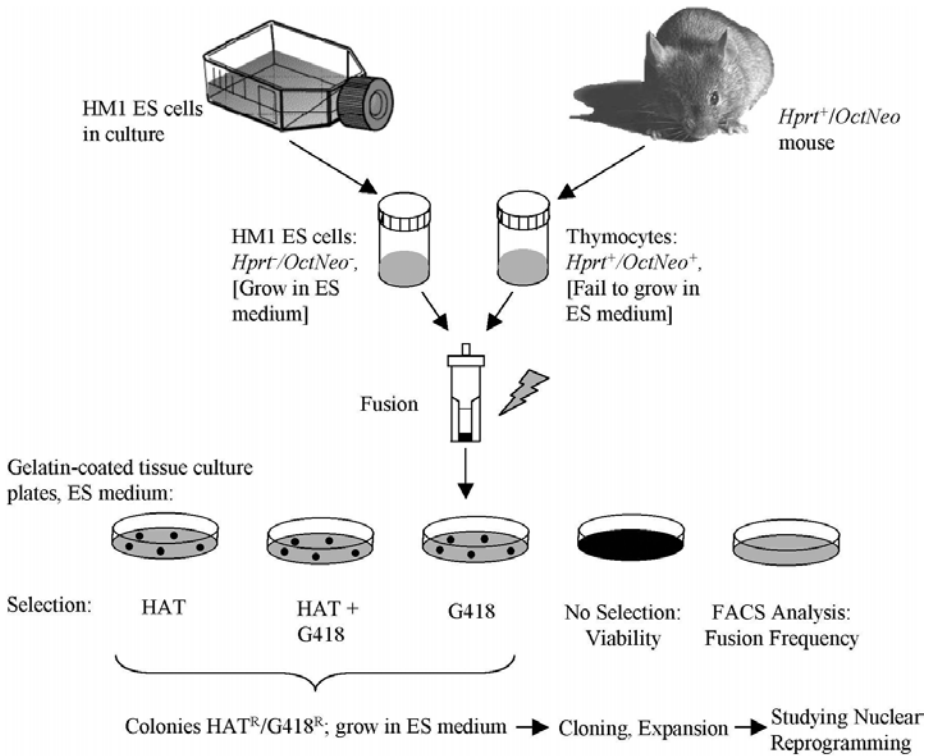 HM1 ES cells
in culture
Hprt⁺/OctNeo
mouse
HM1 ES cells:
Hprt⁻/OctNeo⁻,
[Grow in ES
medium]
Thymocytes:
Hprt⁺/OctNeo⁺,
[Fail to grow in
ES medium]
Fusion
Gelatin-coated tissue culture
plates, ES medium:
Selection:
HAT
HAT +
G418
G418
No Selection:
Viability
FACS Analysis:
Fusion Frequency
Colonies HATᴿ/G418ᴿ; grow in ES medium
Cloning, Expansion
Studying Nuclear
Reprogramming